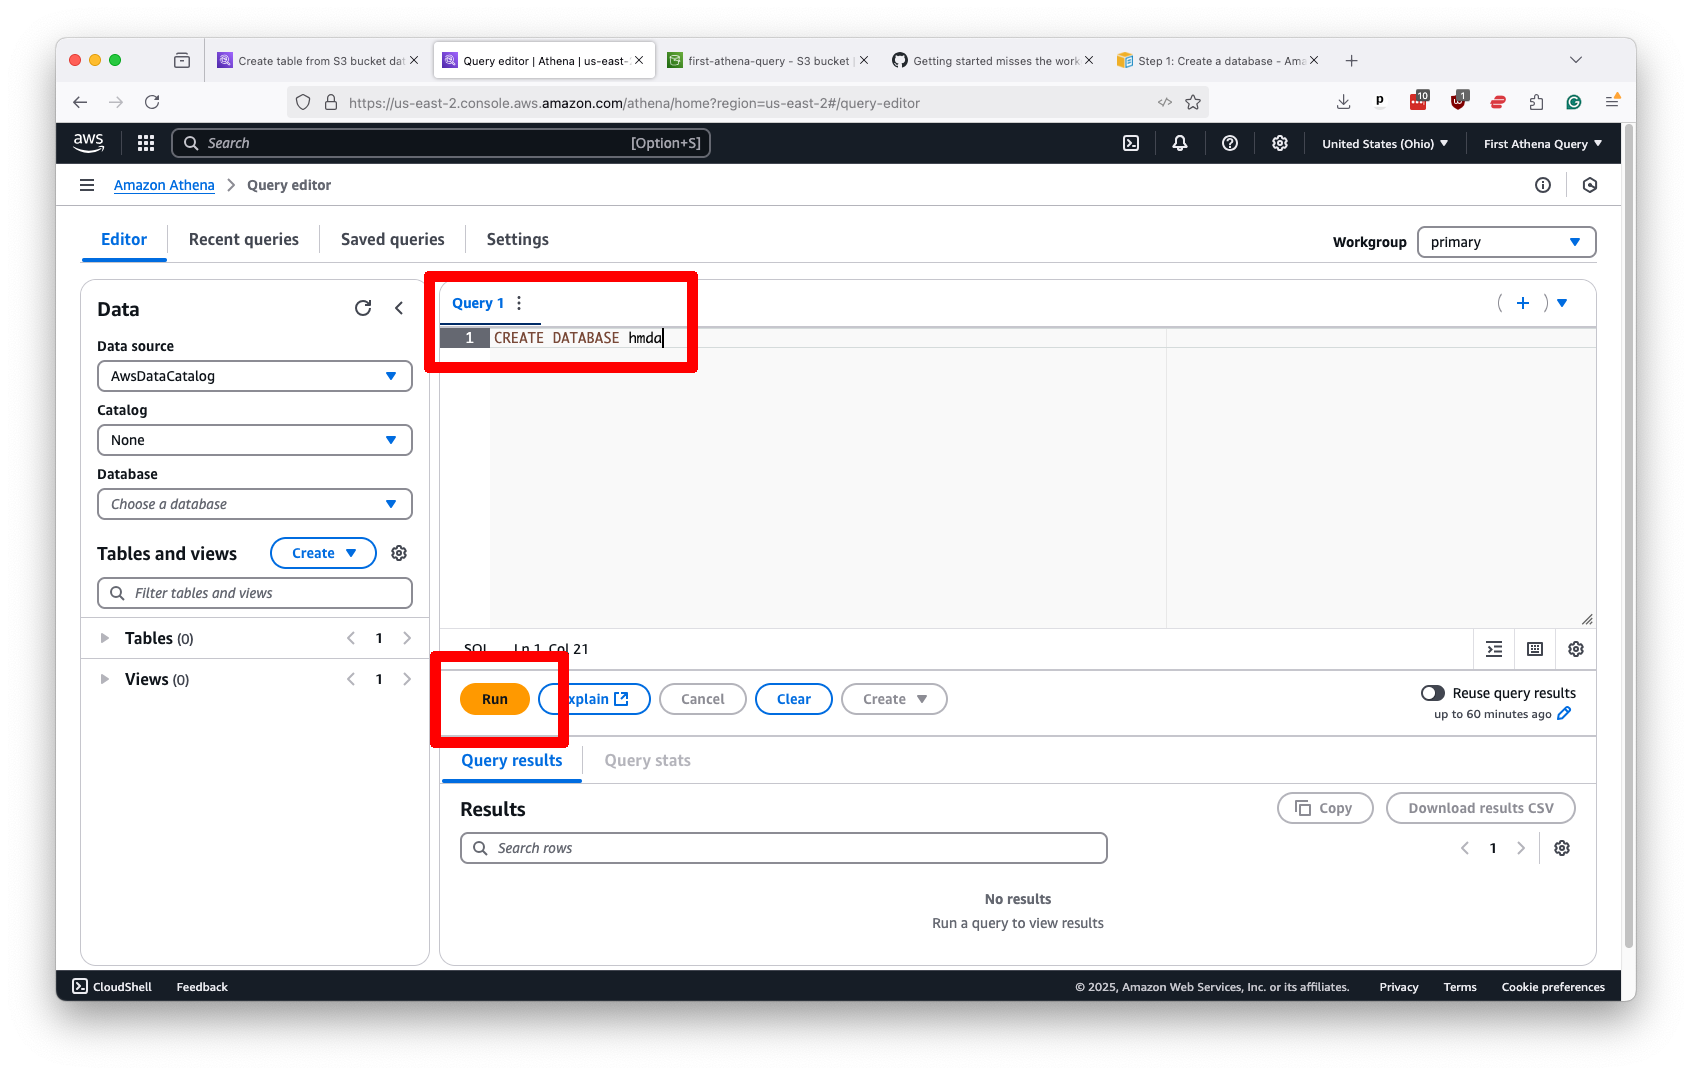 Create table from S3 bucket dat
Query editor | Athena | us-east-
first-athena-query - S3 bucket |
Getting started misses the work
Step 1: Create a database - Ama
https://us-east-2.console.aws.amazon.com/athena/home?region=us-east-2#/query-editor
p
10
1
aws
Search
[Option+S]
United States (Ohio)
First Athena Query
Amazon Athena
Query editor
Editor
Recent queries
Saved queries
Settings
Workgroup
primary
Data
Data source
AwsDataCatalog
Catalog
None
Database
Choose a database
Tables and views
Create
Filter tables and views
Tables (0)
1
Views (0)
1
Query 1
1 CREATE DATABASE hmda
SQL
Ln 1, Col 21
Run
xplain
Cancel
Clear
Create
Reuse query results
up to 60 minutes ago
Query results
Query stats
Results
Copy
Download results CSV
Search rows
1
No results
Run a query to view results
CloudShell
Feedback
© 2025, Amazon Web Services, Inc. or its affiliates.
Privacy
Terms
Cookie preferences